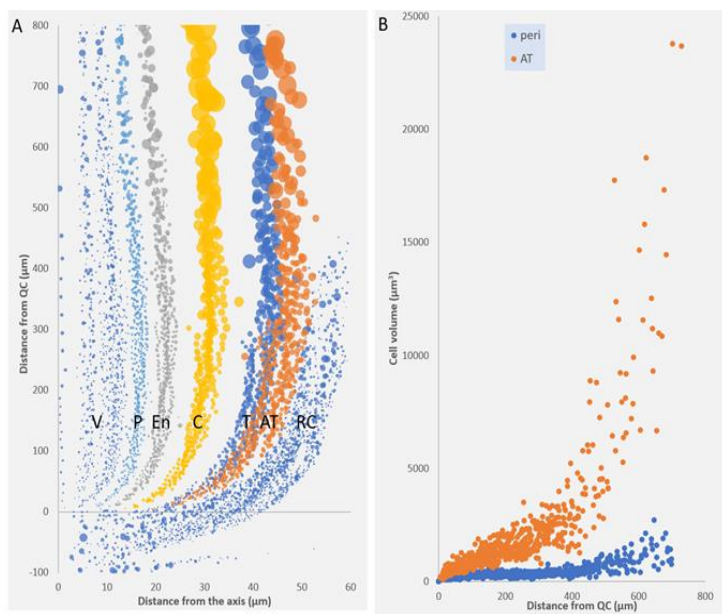 A
Distance from QC (µm)
800
700
600
500
400
300
200
100
0
-100
V P En C T AT RC
0 10 20 30 40 50 60
Distance from the axis (µm)
B
peri
AT
Cell volume (µm³)
25000
20000
15000
10000
5000
0
0 200 400 600 800
Distance from QC (µm)